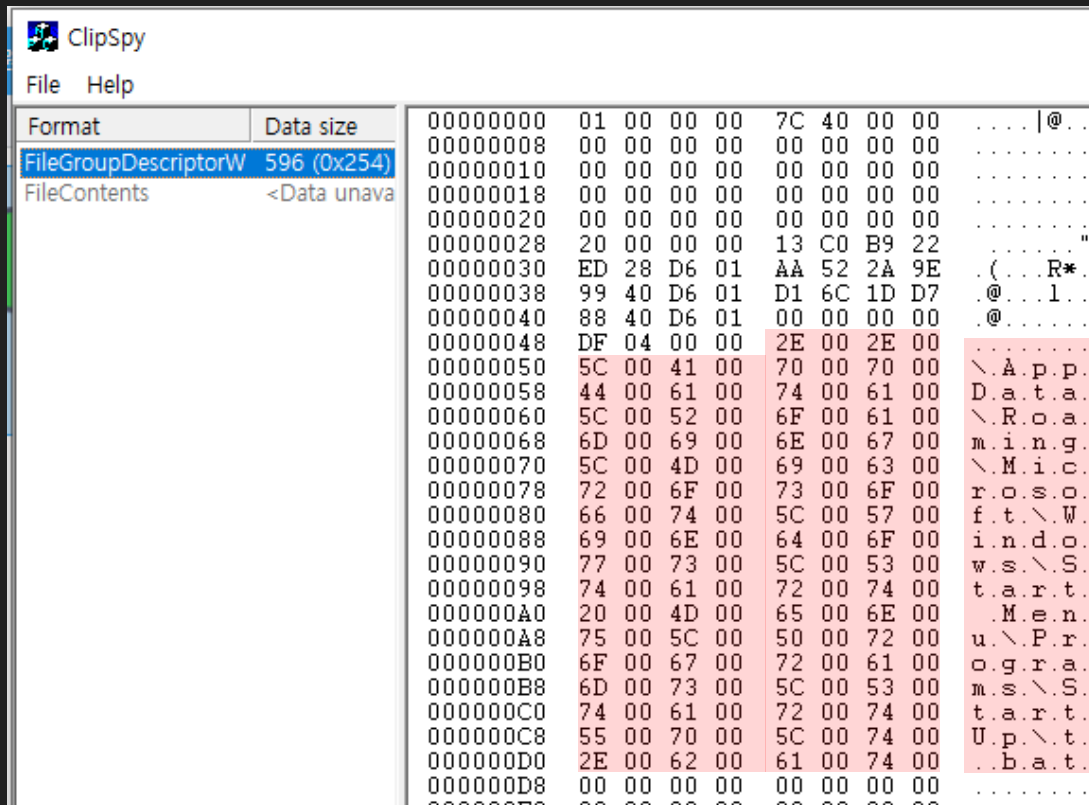 ClipSpy
File Help
Format Data size
FileGroupDescriptorW 596 (0x254)
FileContents <Data unava
00000000 01 00 00 00 7C 40 00 00 .....|@..
00000008 00 00 00 00 00 00 00 00 ........
00000010 00 00 00 00 00 00 00 00 ........
00000018 00 00 00 00 00 00 00 00 ........
00000020 00 00 00 00 00 00 00 00 ........
00000028 20 00 00 00 13 C0 B9 22 ......"
00000030 ED 28 D6 01 AA 52 2A 9E .(...R*.
00000038 99 40 D6 01 D1 6C 1D D7 .@...l..
00000040 88 40 D6 01 00 00 00 00 .@......
00000048 DF 04 00 00 2E 00 2E 00 ........
00000050 5C 00 41 00 70 00 70 00 \.A.p.p.
00000058 44 00 61 00 74 00 61 00 D.a.t.a.
00000060 5C 00 52 00 6F 00 61 00 \.R.o.a.
00000068 6D 00 69 00 6E 00 67 00 m.i.n.g.
00000070 5C 00 4D 00 69 00 63 00 \.M.i.c.
00000078 72 00 6F 00 73 00 6F 00 r.o.s.o.
00000080 66 00 74 00 5C 00 57 00 f.t.\.W.
00000088 69 00 6E 00 64 00 6F 00 i.n.d.o.
00000090 77 00 73 00 5C 00 53 00 w.s.\.S.
00000098 74 00 61 00 72 00 74 00 t.a.r.t.
000000A0 20 00 4D 00 65 00 6E 00 .M.e.n.
000000A8 75 00 5C 00 50 00 72 00 u.\.P.r.
000000B0 6F 00 67 00 72 00 61 00 o.g.r.a.
000000B8 6D 00 73 00 5C 00 53 00 m.s.\.S.
000000C0 74 00 61 00 72 00 74 00 t.a.r.t.
000000C8 55 00 70 00 5C 00 74 00 U.p.\.t.
000000D0 2E 00 62 00 61 00 74 00 ..b.a.t.
000000D8 00 00 00 00 00 00 00 00 ........